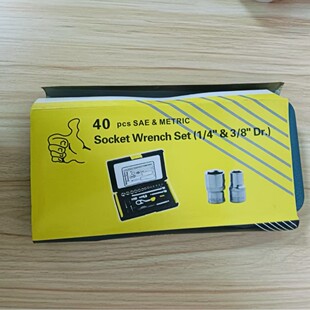 40 pcs SAE & METRIC
Socket Wrench Set (1/4" & 3/8" Dr.)